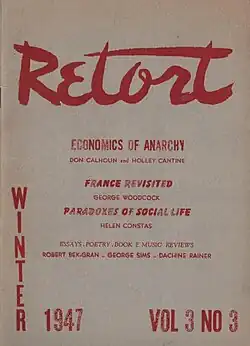 Retort
ECONOMICS OF ANARCHY
DON CALHOUN and HOLLEY CANTINE
FRANCE REVISITED
GEORGE WOODCOCK
PARADOXES OF SOCIAL LIFE
HELEN CONSTAS
ESSAYS . POETRY . BOOK & MUSIC REVIEWS
ROBERT BEK-GRAN - GEORGE SIMS - DACHINE RAINER
WINTER
1947 VOL 3 NO 3